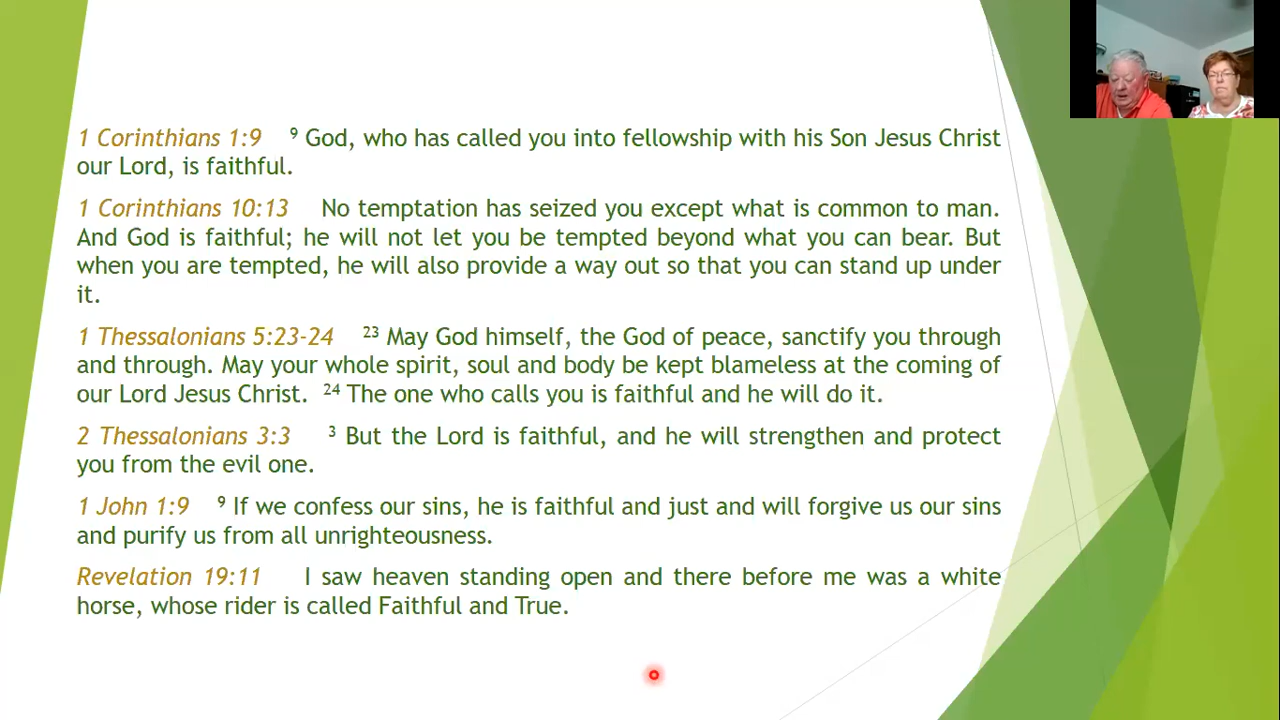 1 Corinthians 1:9 ⁹ God, who has called you into fellowship with his Son Jesus Christ
our Lord, is faithful.
1 Corinthians 10:13 No temptation has seized you except what is common to man.
And God is faithful; he will not let you be tempted beyond what you can bear. But
when you are tempted, he will also provide a way out so that you can stand up under
it.
1 Thessalonians 5:23-24 ²³ May God himself, the God of peace, sanctify you through
and through. May your whole spirit, soul and body be kept blameless at the coming of
our Lord Jesus Christ. ²⁴ The one who calls you is faithful and he will do it.
2 Thessalonians 3:3 ³ But the Lord is faithful, and he will strengthen and protect
you from the evil one.
1 John 1:9 ⁹ If we confess our sins, he is faithful and just and will forgive us our sins
and purify us from all unrighteousness.
Revelation 19:11 I saw heaven standing open and there before me was a white
horse, whose rider is called Faithful and True.